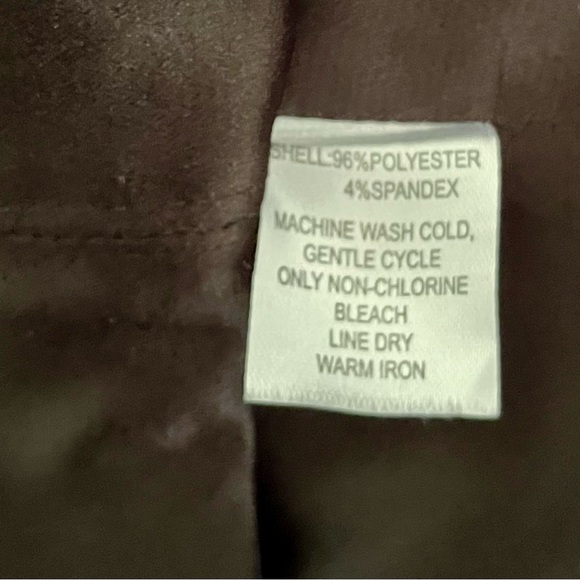 SHELL:96%POLYESTER
4%SPANDEX
MACHINE WASH COLD,
GENTLE CYCLE
ONLY NON-CHLORINE
BLEACH
LINE DRY
WARM IRON